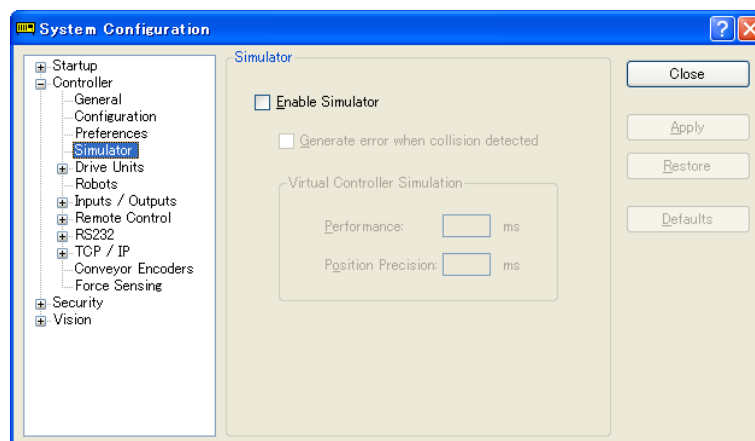 System Configuration
Startup
Controller
General
Configuration
Preferences
Simulator
Drive Units
Robots
Inputs / Outputs
Remote Control
RS232
TCP / IP
Conveyor Encoders
Force Sensing
Security
Vision
Simulator
Enable Simulator
Generate error when collision detected
Virtual Controller Simulation
Performance: ms
Position Precision: ms
Close
Apply
Restore
Defaults